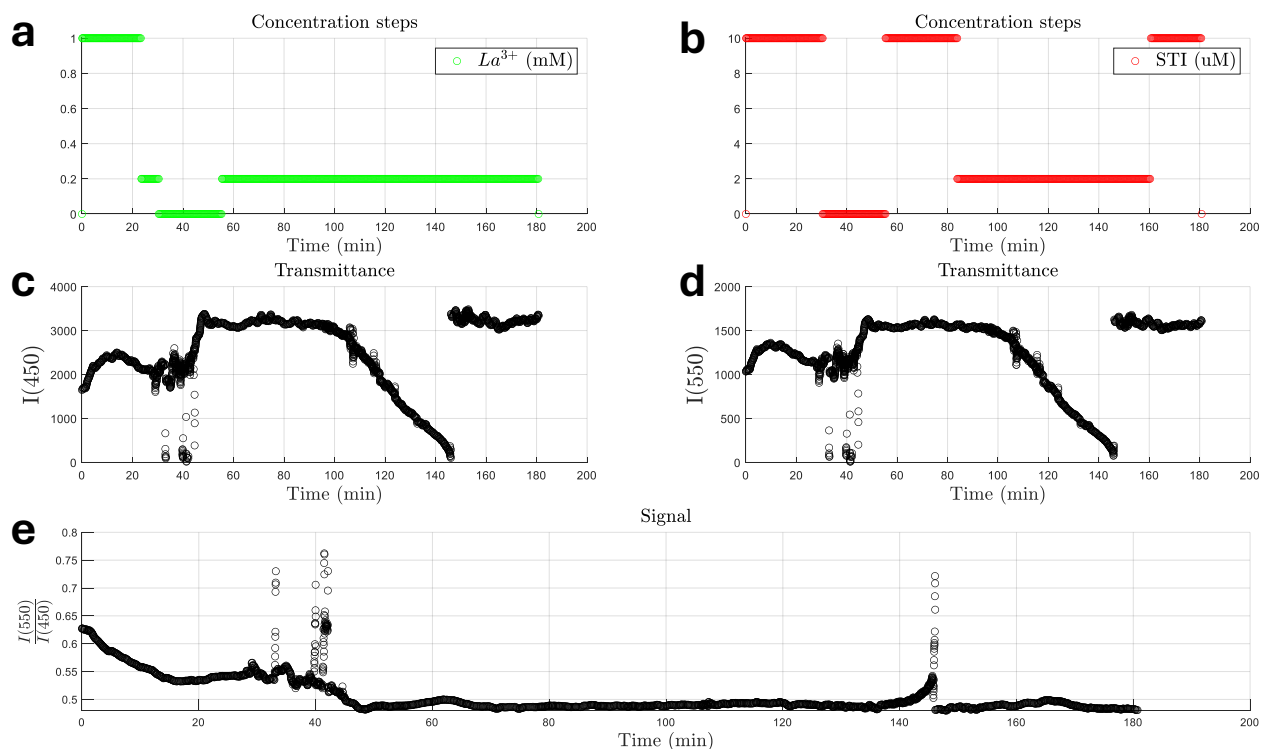 a
Concentration steps
La³⁺ (mM)
1
0.8
0.6
0.4
0.2
0
0 20 40 60 80 100 120 140 160 180 200
Time (min)
b
Concentration steps
STI (uM)
10
8
6
4
2
0
0 20 40 60 80 100 120 140 160 180 200
Time (min)
c
Transmittance
I(450)
4000
3000
2000
1000
0
0 20 40 60 80 100 120 140 160 180 200
Time (min)
d
Transmittance
I(550)
2000
1500
1000
500
0
0 20 40 60 80 100 120 140 160 180 200
Time (min)
e
Signal
I(550)
I(450)
0.8
0.75
0.7
0.65
0.6
0.55
0.5
0 20 40 60 80 100 120 140 160 180 200
Time (min)